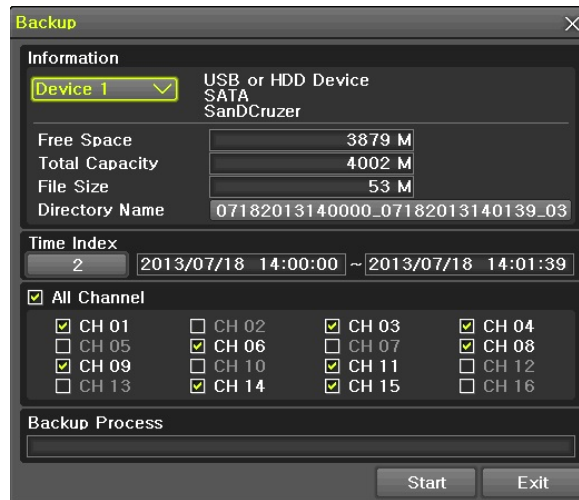 Backup
Information
Device 1
USB or HDD Device
SATA
SanDCruzer
Free Space 3879 M
Total Capacity 4002 M
File Size 53 M
Directory Name 07182013140000_07182013140139_03
Time Index
2 2013/07/18 14:00:00 ~ 2013/07/18 14:01:39
All Channel
CH 01 CH 02 CH 03 CH 04
CH 05 CH 06 CH 07 CH 08
CH 09 CH 10 CH 11 CH 12
CH 13 CH 14 CH 15 CH 16
Backup Process
Start Exit